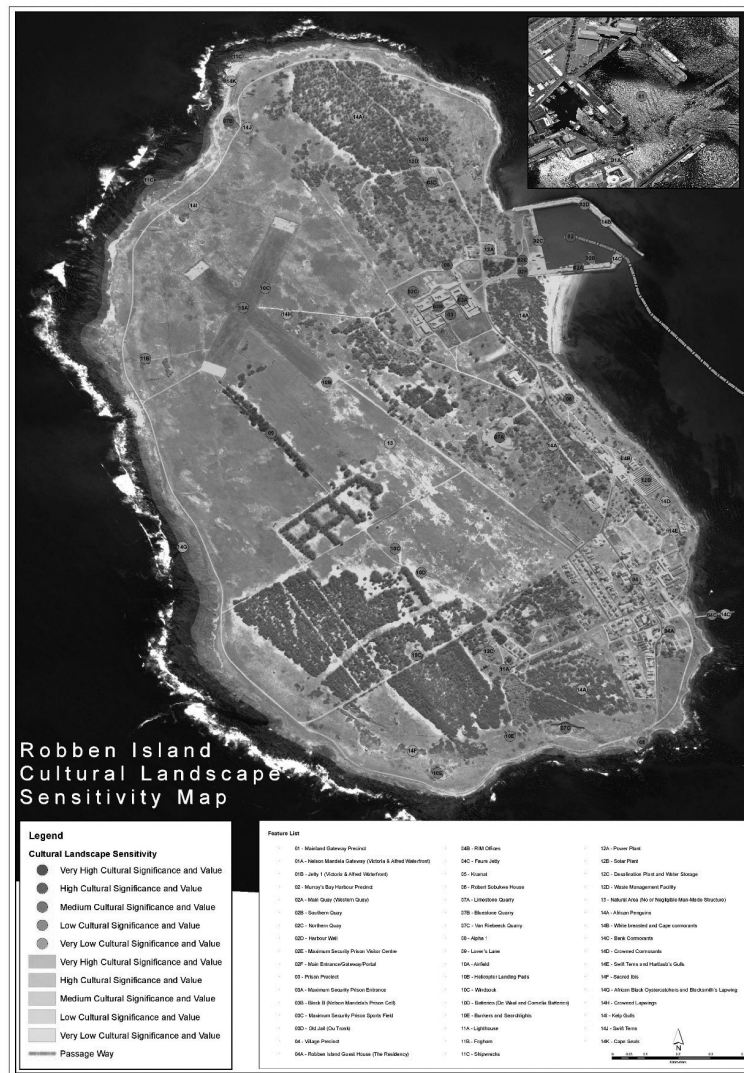 Robben Island
Cultural Landscape
Sensitivity Map
Legend
Cultural Landscape Sensitivity
Very High Cultural Significance and Value
High Cultural Significance and Value
Medium Cultural Significance and Value
Low Cultural Significance and Value
Very Low Cultural Significance and Value
Very High Cultural Significance and Value
High Cultural Significance and Value
Medium Cultural Significance and Value
Low Cultural Significance and Value
Very Low Cultural Significance and Value
Passage Way
Feature List
01 - Mainland Gateway Precinct
01A - Nelson Mandela Gateway (Victoria & Alfred Waterfront)
01B - Jetty 1 (Victoria & Alfred Waterfront)
02 - Murray's Bay Harbour Precinct
02A - Main Quay (Western Quay)
02B - Southern Quay
02C - Northern Quay
02D - Harbour Wall
02E - Maximum Security Prison Visitor Centre
02F - Main Entrance/Gateway/Portal
03 - Prison Precinct
03A - Maximum Security Prison Entrance
03B - Block B (Nelson Mandela's Prison Cell)
03C - Maximum Security Prison Sports Field
03D - Old Jail (Ou Tronk)
04 - Village Precinct
04A - Robben Island Guest House (The Residency)
04B - RIM Offices
04C - Faure Jetty
05 - Kramat
06 - Robert Sobukwe House
07A - Limestone Quarry
07B - Bluestone Quarry
07C - Van Riebeeck Quarry
08 - Alpha 1
09 - Lover's Lane
10A - Airfield
10B - Helicopter Landing Pads
10C - Windsock
10D - Batteries (De Waal and Cornelia Batteries)
10E - Bunkers and Searchlights
11A - Lighthouse
11B - Foghorn
11C - Shipwrecks
12A - Power Plant
12B - Solar Plant
12C - Desalination Plant and Water Storage
12D - Waste Management Facility
13 - Natural Area (No or Negligible Man-Made Structure)
14A - African Penguins
14B - White breasted and Cape cormorants
14C - Bank Cormorants
14D - Crowned Cormorants
14E - Swift Terns and Hartlaub's Gulls
14F - Sacred Ibis
14G - African Black Oystercatchers and Blacksmith's Lapwing
14H - Crowned Lapwings
14I - Kelp Gulls
14J - Swift Terns
14K - Cape Seals
N